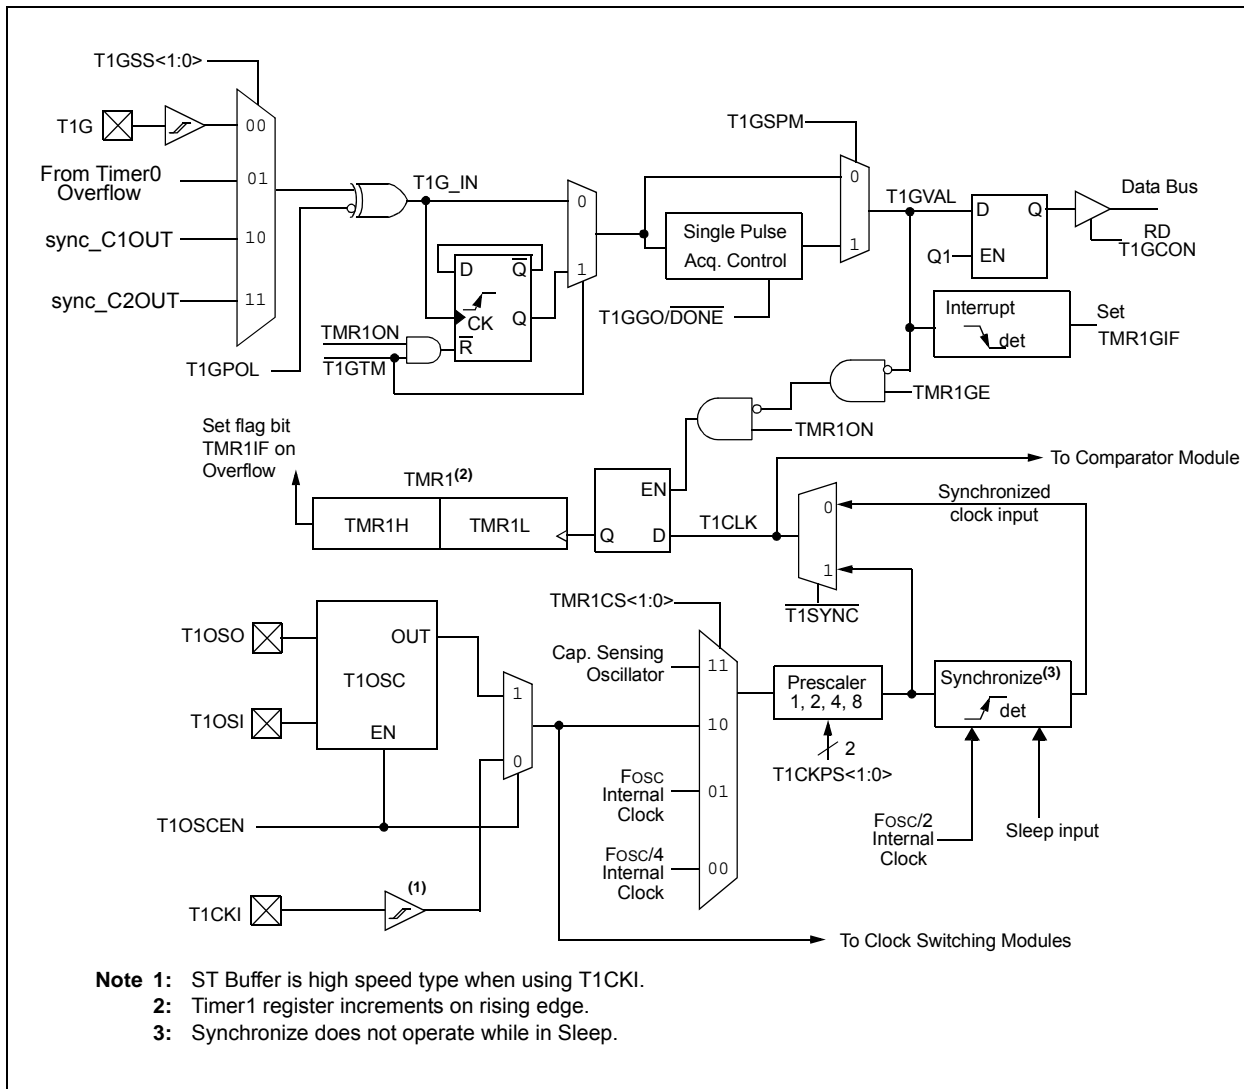 T1GSS<1:0>
T1G
00
From Timer0
Overflow
01
sync_C1OUT
10
sync_C2OUT
11
T1GPOL
T1G_IN
0
1
D
Q
CK
Q
R
TMR1ON
T1GTM
T1GSPM
0
1
Single Pulse
Acq. Control
T1GGO/DONE
T1GVAL
D
Q
Q1
EN
Data Bus
RD
T1GCON
Interrupt
det
Set
TMR1GIF
TMR1GE
TMR1ON
Set flag bit
TMR1IF on
Overflow
TMR1(2)
TMR1H
TMR1L
EN
Q
D
T1CLK
To Comparator Module
0
1
Synchronized
clock input
T1SYNC
T1OSO
T1OSI
OUT
T1OSC
EN
1
0
T1OSCEN
T1CKI
(1)
TMR1CS<1:0>
Cap. Sensing
Oscillator
11
10
FOSC
Internal
Clock
01
FOSC/4
Internal
Clock
00
Prescaler
1, 2, 4, 8
2
T1CKPS<1:0>
Synchronize(3)
det
FOSC/2
Internal
Clock
Sleep input
To Clock Switching Modules
Note 1: ST Buffer is high speed type when using T1CKI.
2: Timer1 register increments on rising edge.
3: Synchronize does not operate while in Sleep.